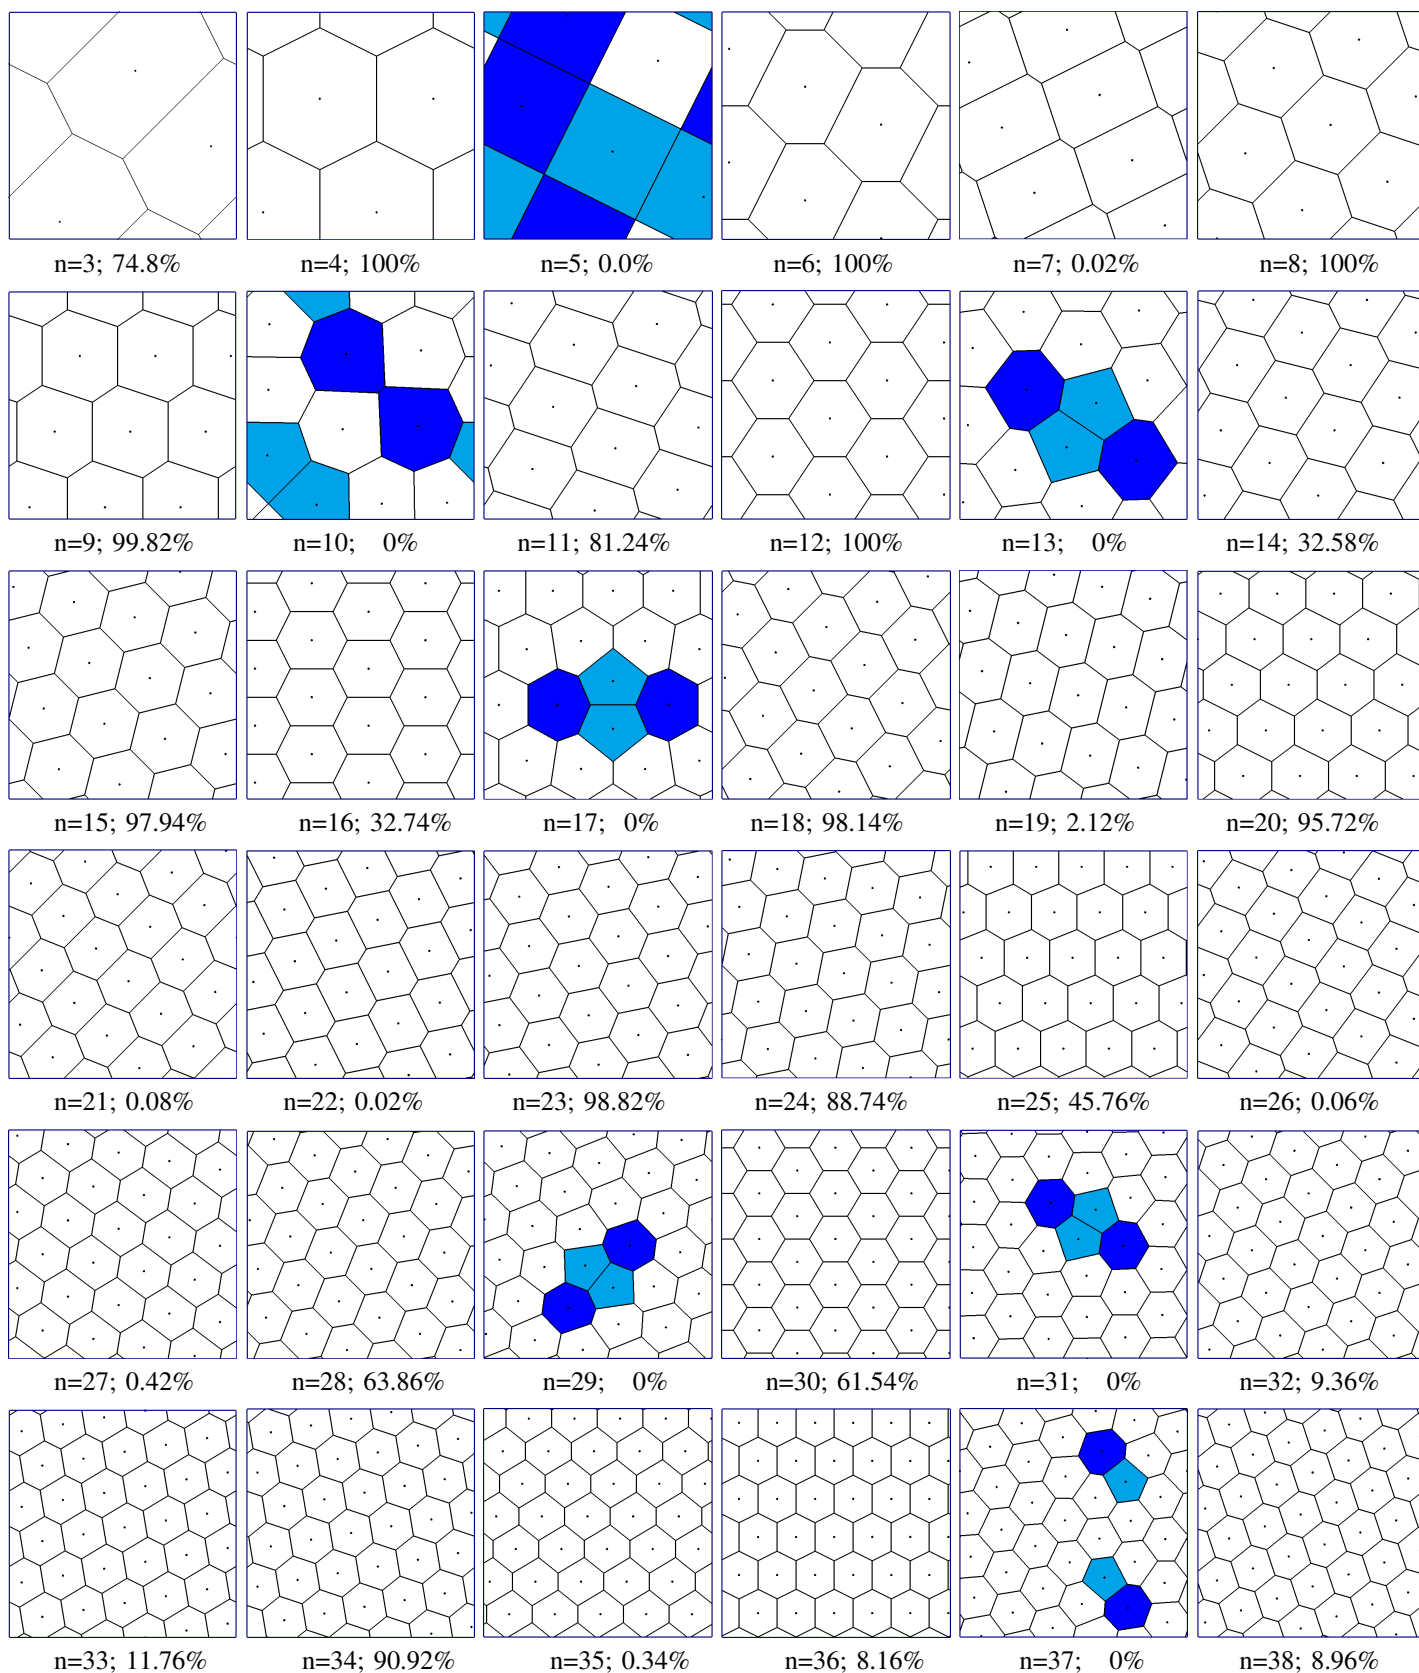 n=3; 74.8% n=4; 100% n=5; 0.0% n=6; 100% n=7; 0.02% n=8; 100%
n=9; 99.82% n=10; 0% n=11; 81.24% n=12; 100% n=13; 0% n=14; 32.58%
n=15; 97.94% n=16; 32.74% n=17; 0% n=18; 98.14% n=19; 2.12% n=20; 95.72%
n=21; 0.08% n=22; 0.02% n=23; 98.82% n=24; 88.74% n=25; 45.76% n=26; 0.06%
n=27; 0.42% n=28; 63.86% n=29; 0% n=30; 61.54% n=31; 0% n=32; 9.36%
n=33; 11.76% n=34; 90.92% n=35; 0.34% n=36; 8.16% n=37; 0% n=38; 8.96%